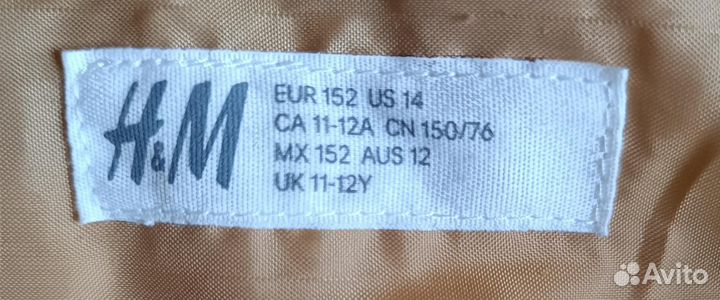 H&M
EUR 152 US 14
CA 11-12A CN 150/76
MX 152 AUS 12
UK 11-12Y
Avito